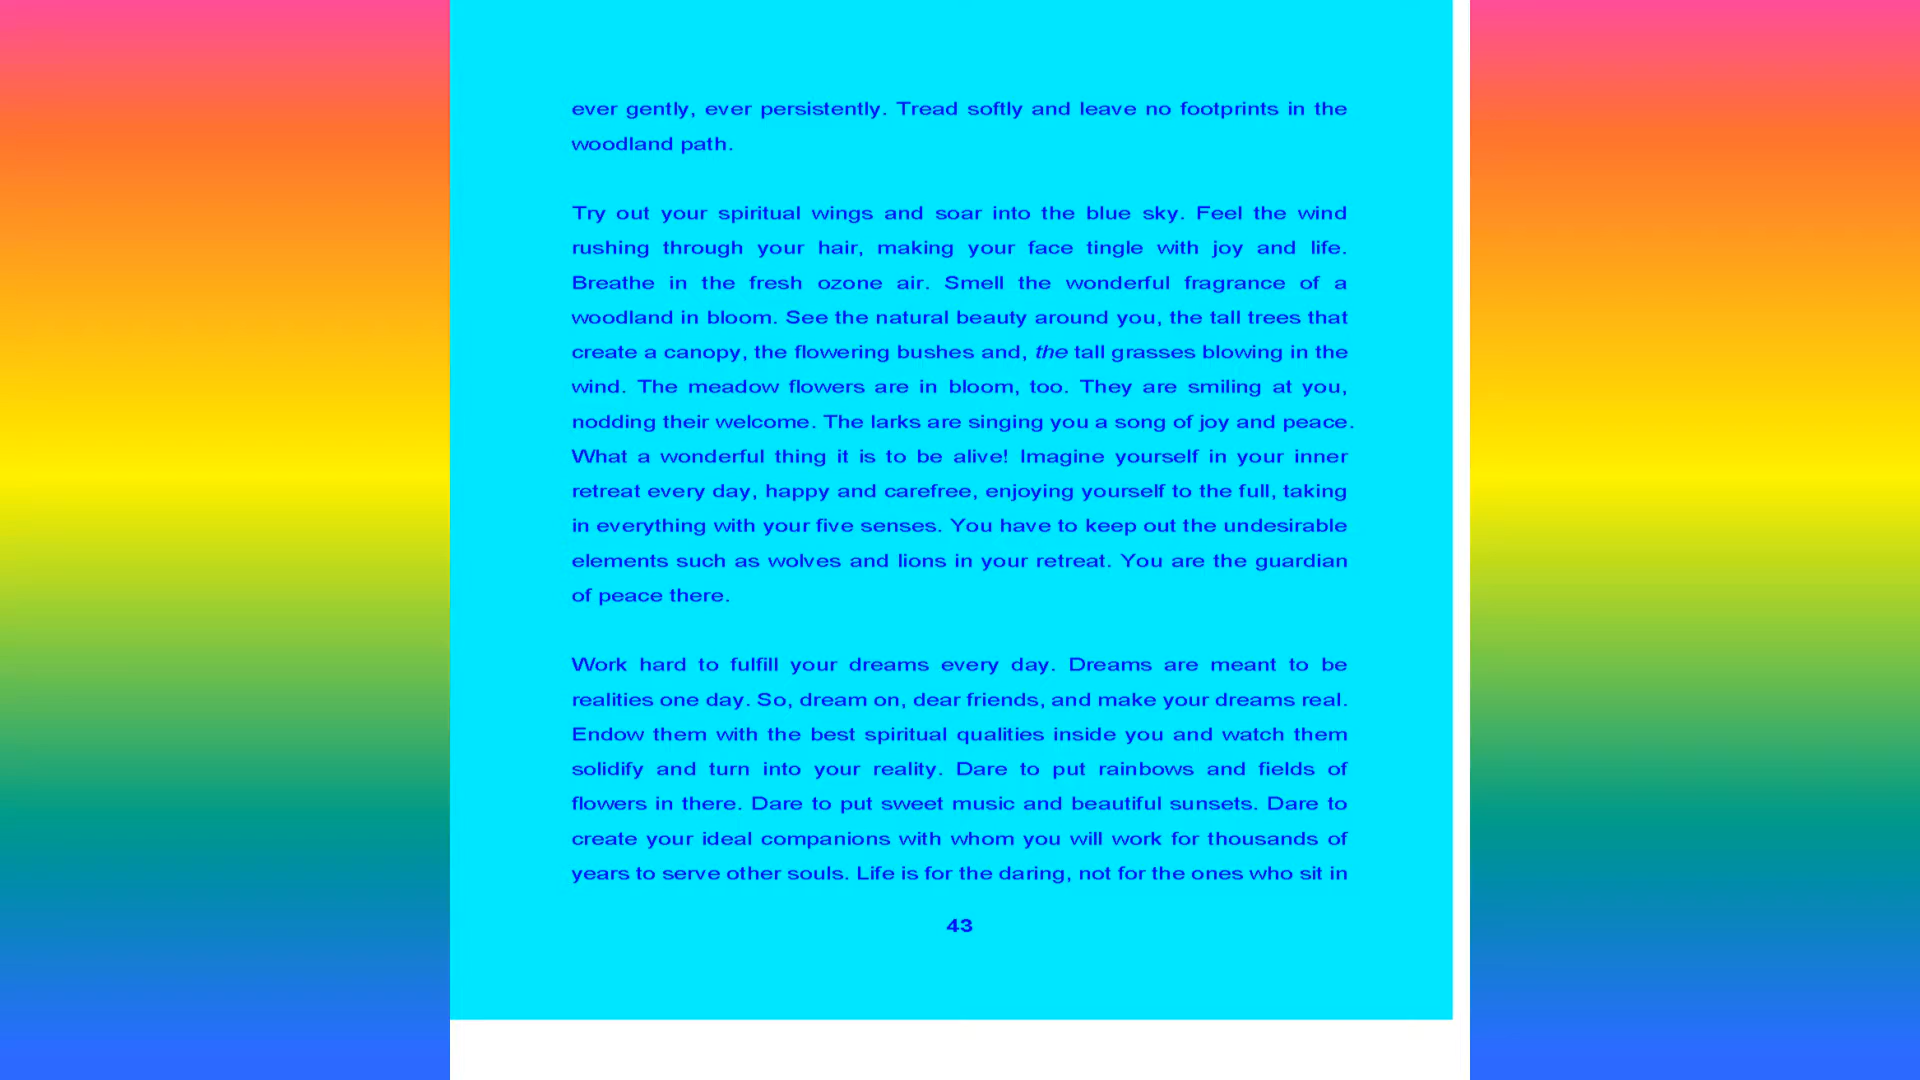 ever gently, ever persistently. Tread softly and leave no footprints in the
woodland path.
Try out your spiritual wings and soar into the blue sky. Feel the wind
rushing through your hair, making your face tingle with joy and life.
Breathe in the fresh ozone air. Smell the wonderful fragrance of a
woodland in bloom. See the natural beauty around you, the tall trees that
create a canopy, the flowering bushes and, the tall grasses blowing in the
wind. The meadow flowers are in bloom, too. They are smiling at you,
nodding their welcome. The larks are singing you a song of joy and peace.
What a wonderful thing it is to be alive! Imagine yourself in your inner
retreat every day, happy and carefree, enjoying yourself to the full, taking
in everything with your five senses. You have to keep out the undesirable
elements such as wolves and lions in your retreat. You are the guardian
of peace there.
Work hard to fulfill your dreams every day. Dreams are meant to be
realities one day. So, dream on, dear friends, and make your dreams real.
Endow them with the best spiritual qualities inside you and watch them
solidify and turn into your reality. Dare to put rainbows and fields of
flowers in there. Dare to put sweet music and beautiful sunsets. Dare to
create your ideal companions with whom you will work for thousands of
years to serve other souls. Life is for the daring, not for the ones who sit in
43